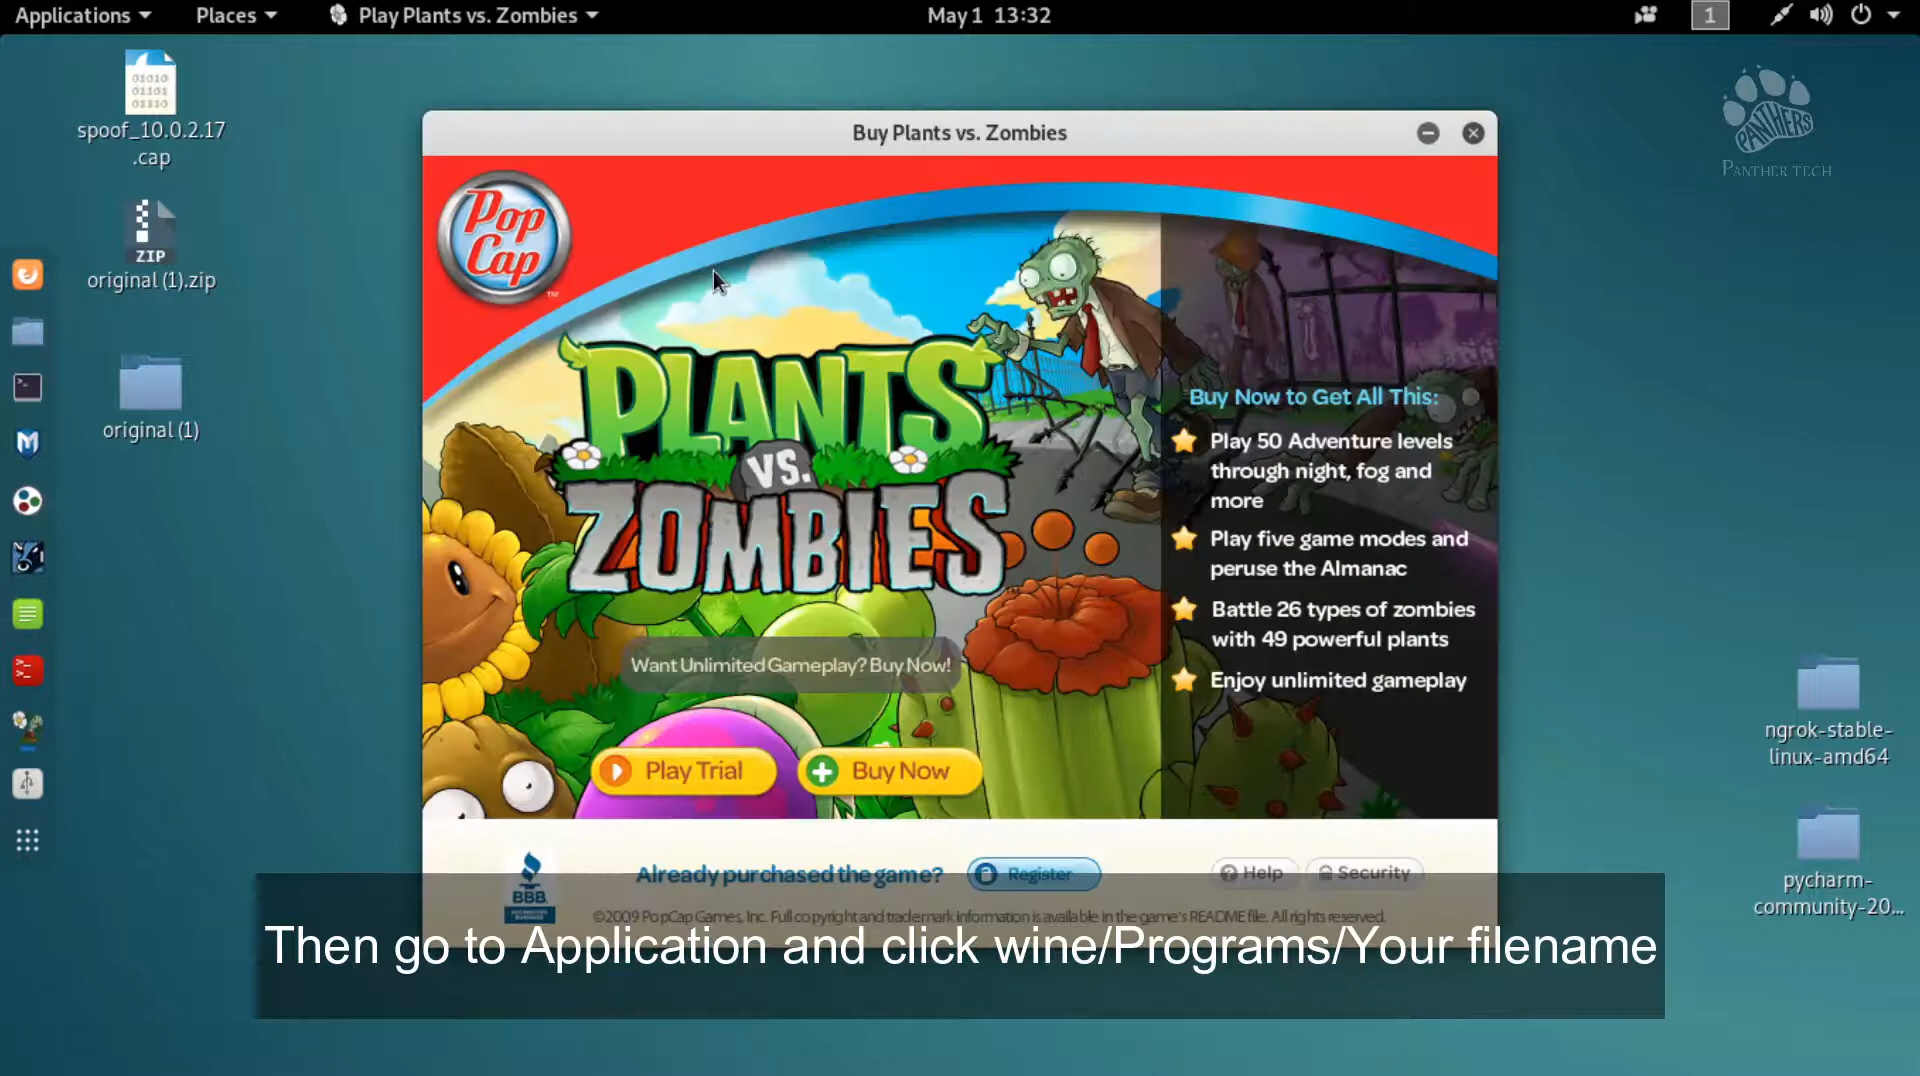 Applications
Places
Play Plants vs. Zombies
May 1 13:32
1
01010
01101
01110
spoof_10.0.2.17
.cap
ZIP
original (1).zip
original (1)
PANTHERS
PANTHER TECH
Buy Plants vs. Zombies
Pop
Cap
TM
PLANTS
VS.
ZOMBIES
Buy Now to Get All This:
Play 50 Adventure levels
through night, fog and
more
Play five game modes and
peruse the Almanac
Battle 26 types of zombies
with 49 powerful plants
Enjoy unlimited gameplay
Want Unlimited Gameplay? Buy Now!
Play Trial
Buy Now
BBB
Already purchased the game?
Register
Help
Security
©2009 PopCap Games, Inc. Full copyright and trademark information is available in the game's README file. All rights reserved.
Then go to Application and click wine/Programs/Your filename
ngrok-stable-
linux-amd64
pycharm-
community-20...